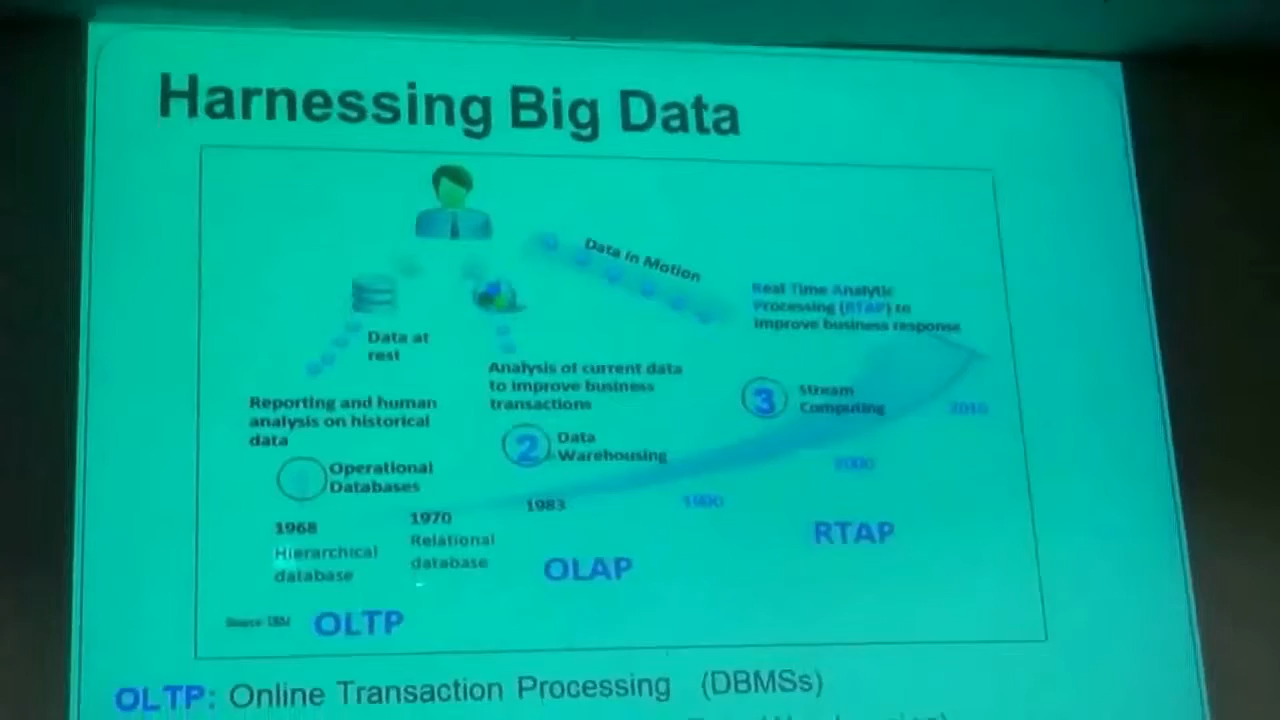 Harnessing Big Data
Data in Motion
Real Time Analytic
Processing (RTAP) to
improve business response
Data at
rest
Analysis of current data
to improve business
transactions
Reporting and human
analysis on historical
data
3 Stream
Computing
2010
2 Data
Warehousing
2000
Operational
Databases
1983
1990
1968
1970
Hierarchical
database
Relational
database
OLAP
RTAP
Source: IBM
OLTP
OLTP: Online Transaction Processing (DBMSs)